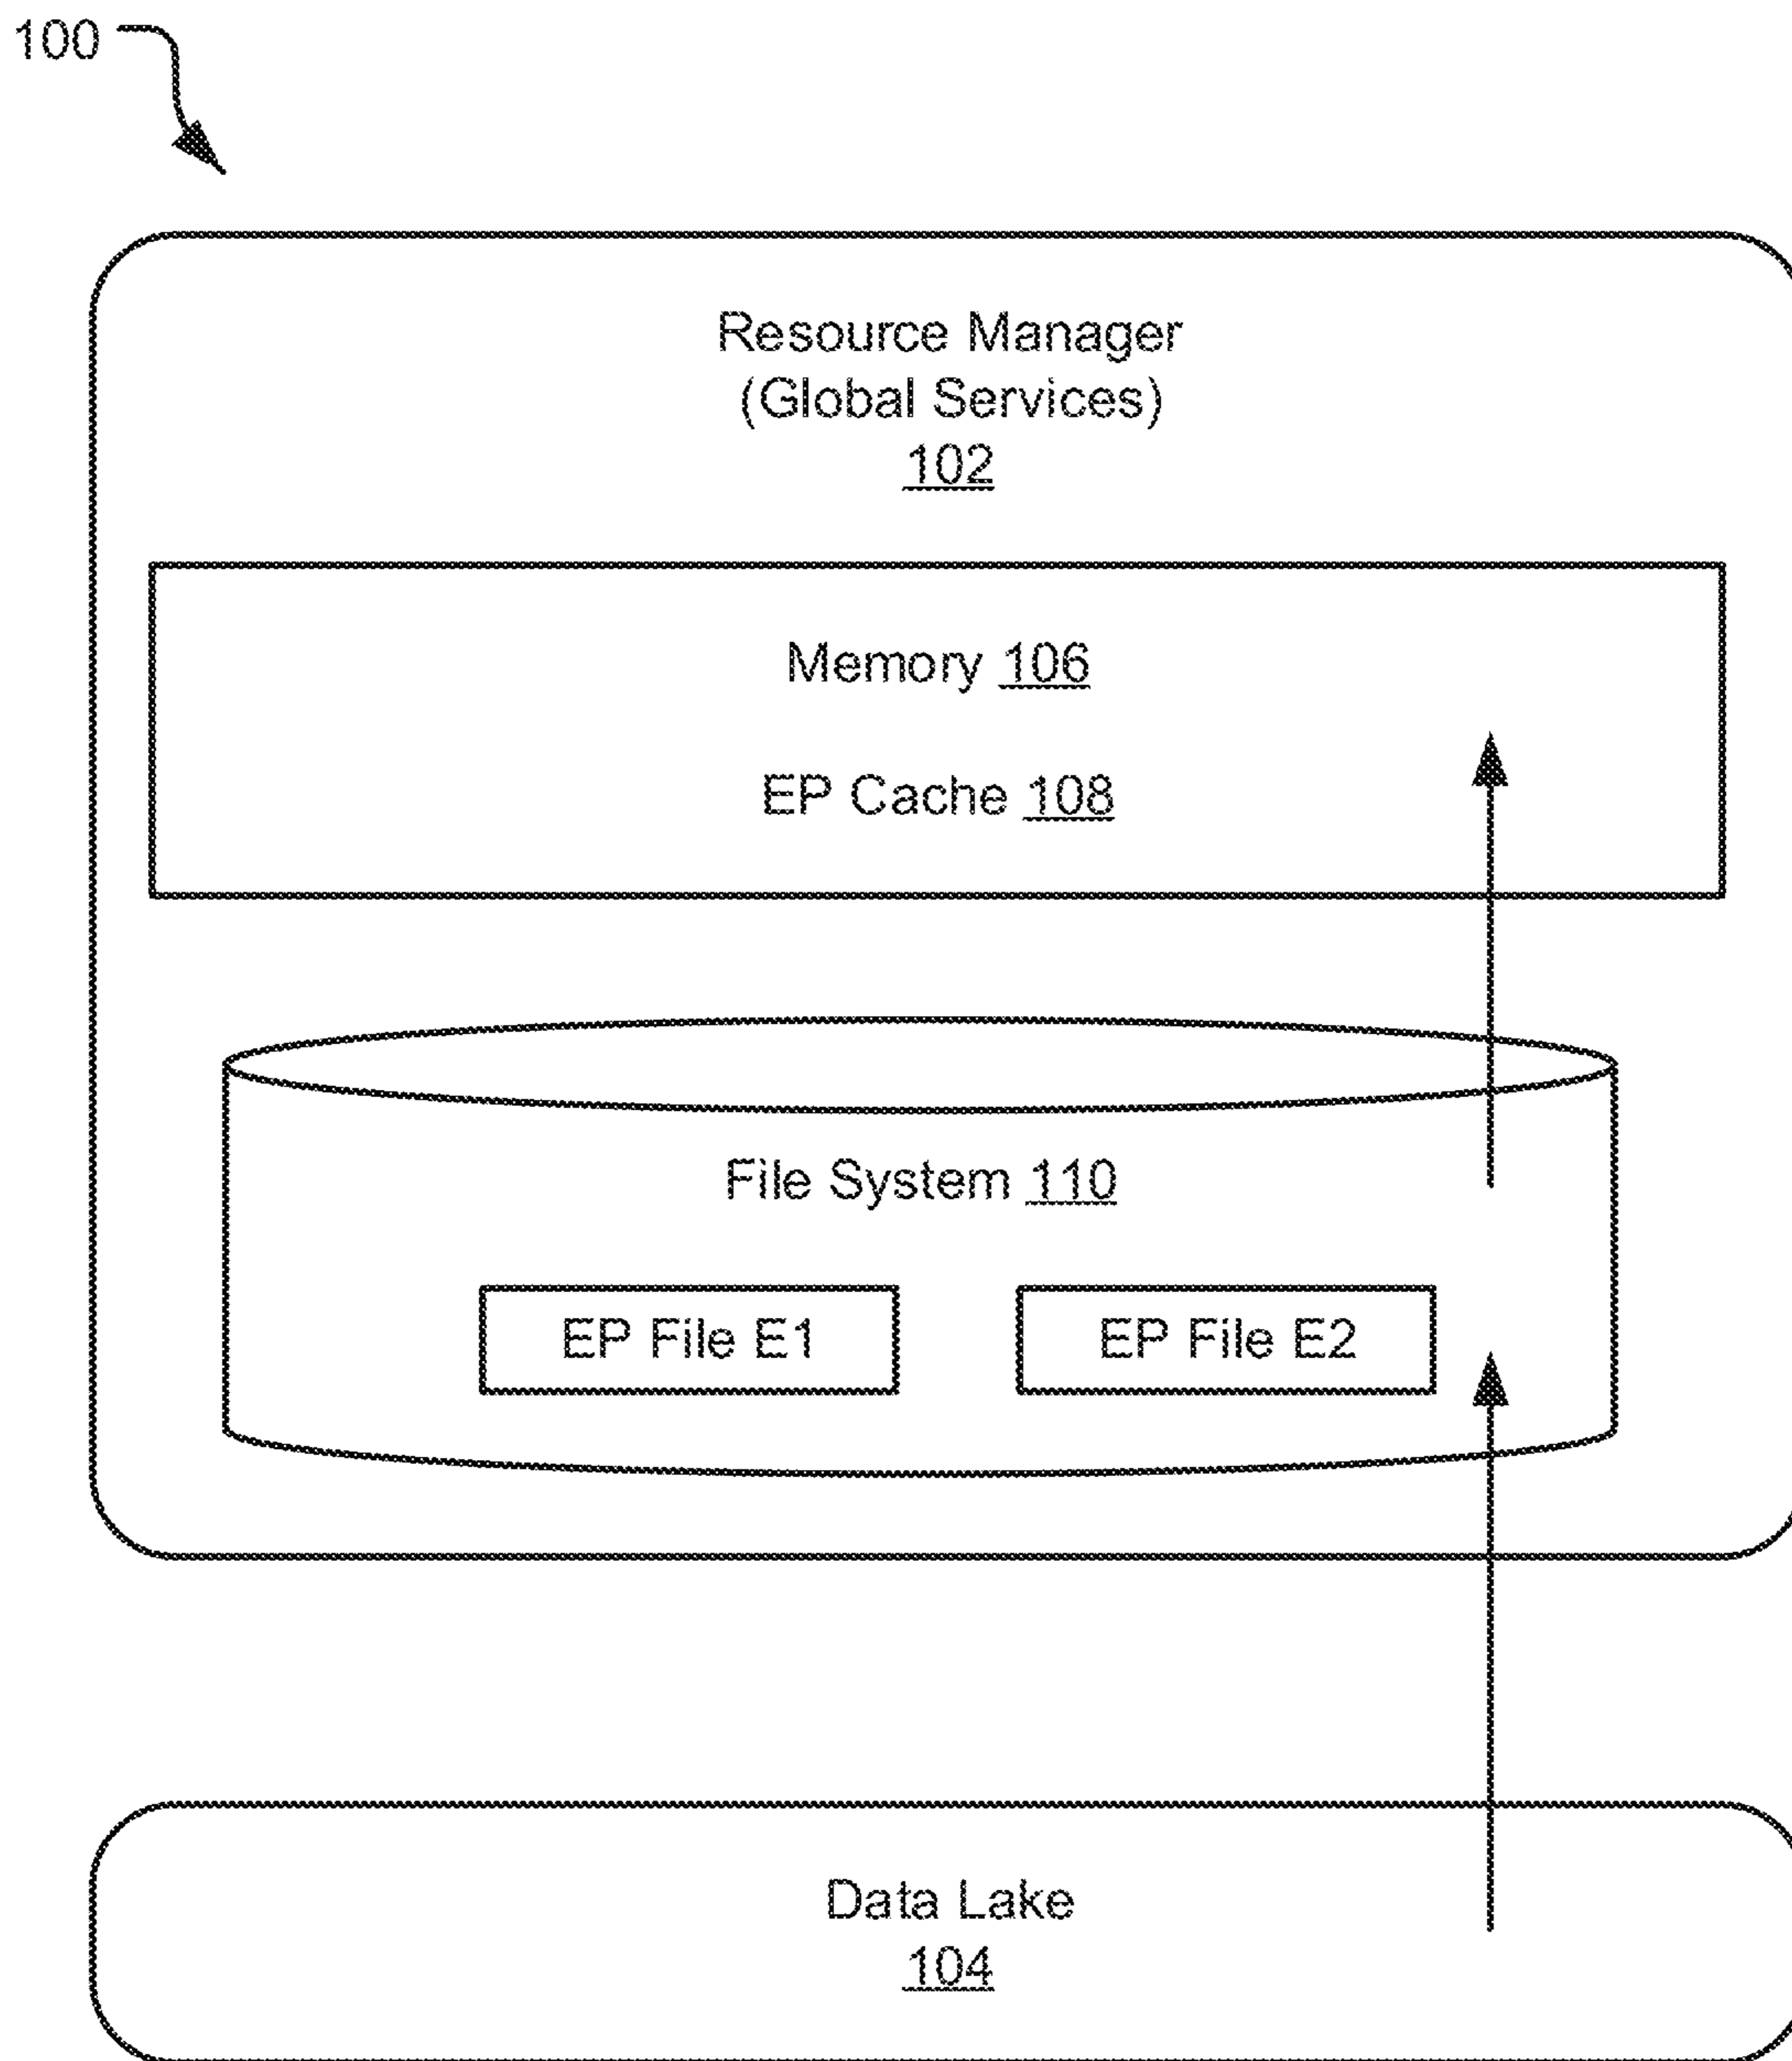 100
Resource Manager
(Global Services)
102
Memory 106
EP Cache 108
File System 110
EP File E1
EP File E2
Data Lake
104